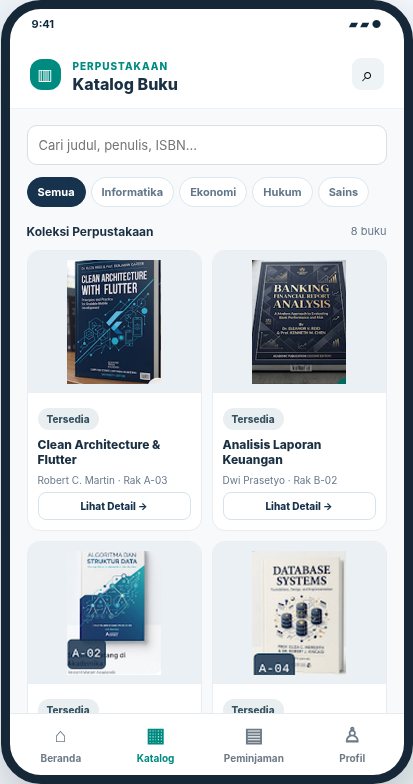 9:41
PERPUSTAKAAN
Katalog Buku
Cari judul, penulis, ISBN...
Semua
Informatika
Ekonomi
Hukum
Sains
Koleksi Perpustakaan
8 buku
CLEAN ARCHITECTURE
WITH FLUTTER
BANKING
FINANCIAL REPORT
ANALYSIS
Tersedia
Clean Architecture &
Flutter
Robert C. Martin · Rak A-03
Lihat Detail →
Tersedia
Analisis Laporan
Keuangan
Dwi Prasetyo · Rak B-02
Lihat Detail →
ALGORITMA DAN
STRUKTUR DATA
A-02
DATABASE
SYSTEMS
A-04
Tersedia
Tersedia
Beranda
Katalog
Peminjaman
Profil